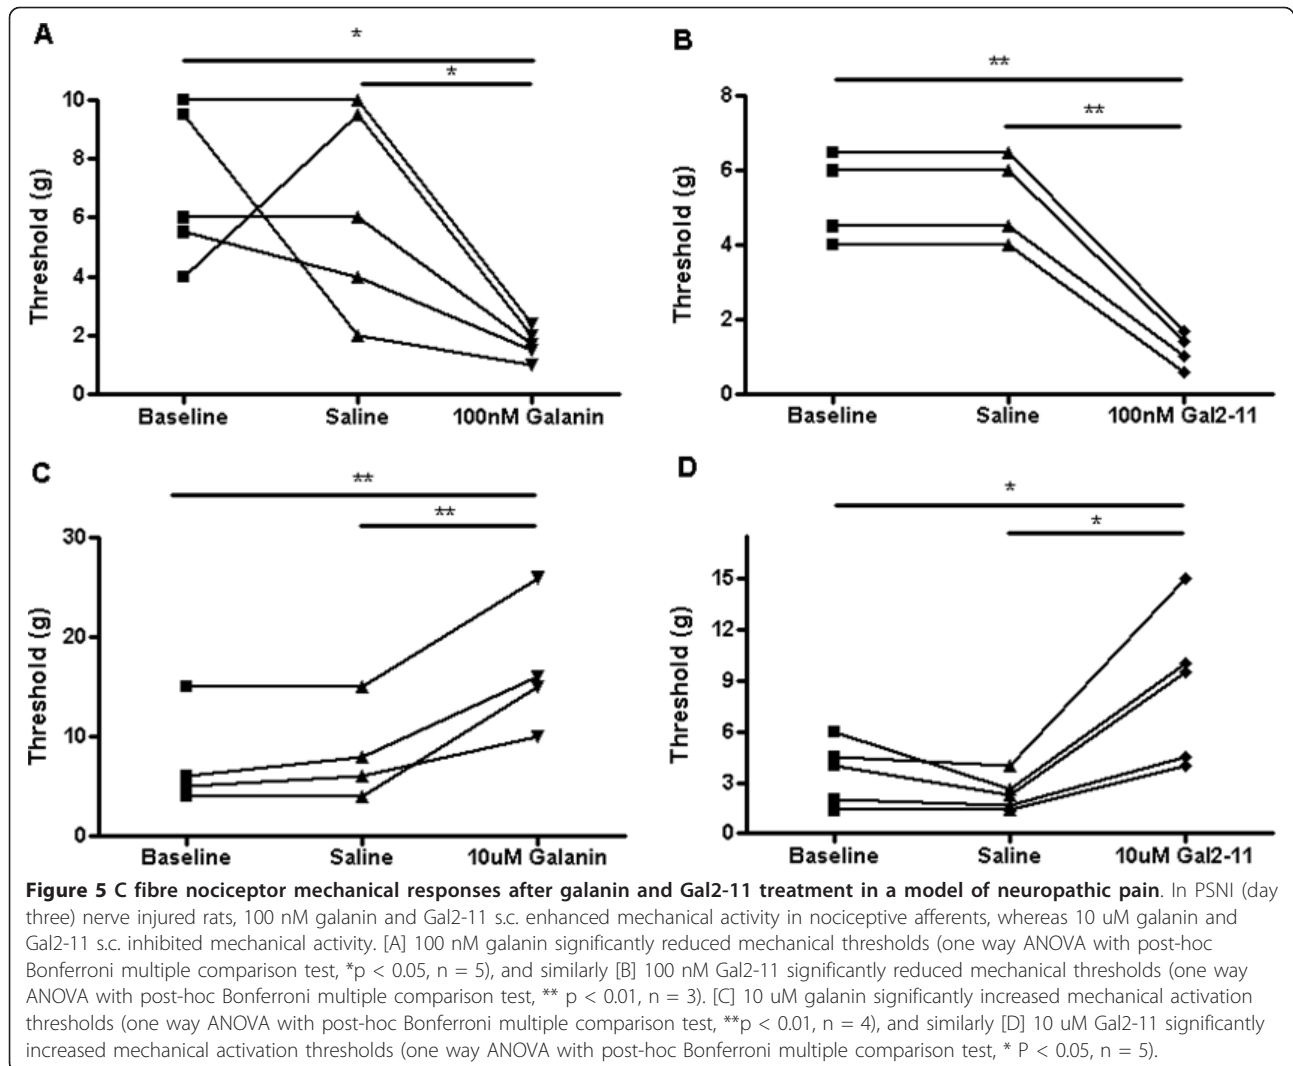 A
*
*
10
8
6
4
2
0
Threshold (g)
Baseline Saline 100nM Galanin
B
**
**
8
6
4
2
0
Threshold (g)
Baseline Saline 100nM Gal2-11
C
**
**
30
20
10
0
Threshold (g)
Baseline Saline 10uM Galanin
D
*
*
15
12
9
6
3
0
Threshold (g)
Baseline Saline 10uM Gal2-11
Figure 5 C fibre nociceptor mechanical responses after galanin and Gal2-11 treatment in a model of neuropathic pain. In PSNI (day
three) nerve injured rats, 100 nM galanin and Gal2-11 s.c. enhanced mechanical activity in nociceptive afferents, whereas 10 uM galanin and
Gal2-11 s.c. inhibited mechanical activity. [A] 100 nM galanin significantly reduced mechanical thresholds (one way ANOVA with post-hoc
Bonferroni multiple comparison test, *p < 0.05, n = 5), and similarly [B] 100 nM Gal2-11 significantly reduced mechanical thresholds (one way
ANOVA with post-hoc Bonferroni multiple comparison test, ** p < 0.01, n = 3). [C] 10 uM galanin significantly increased mechanical activation
thresholds (one way ANOVA with post-hoc Bonferroni multiple comparison test, **p < 0.01, n = 4), and similarly [D] 10 uM Gal2-11 significantly
increased mechanical activation thresholds (one way ANOVA with post-hoc Bonferroni multiple comparison test, * P < 0.05, n = 5).